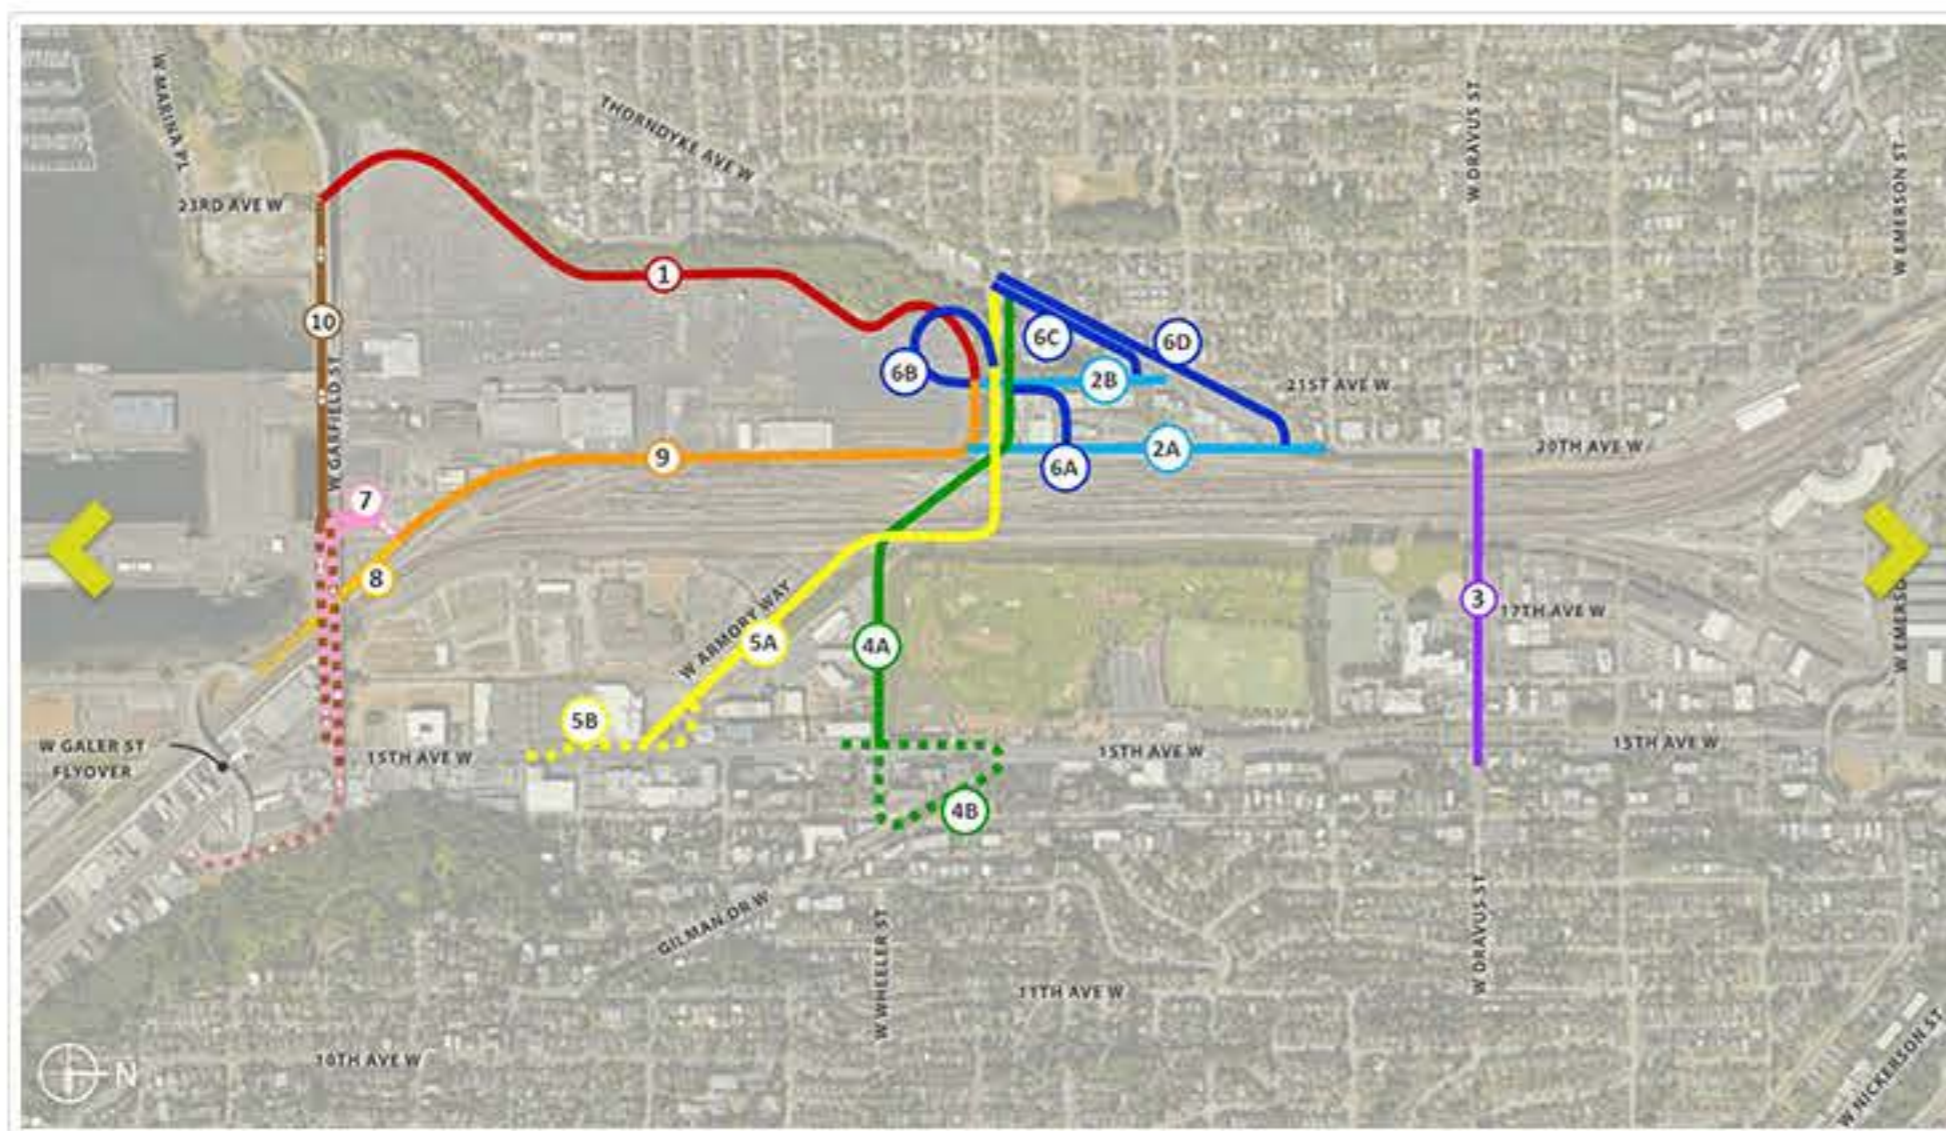 W MARINA PL
THORNDYKE AVE W
W DRAVUS ST
W EMERSON ST
23RD AVE W
1
10
6C
6D
6B
2B
21ST AVE W
W GARFIELD ST
9
2A
20TH AVE W
6A
7
8
3
17TH AVE W
W ARMORY WAY
5A
4A
W EMERSO
5B
W GALER ST
FLYOVER
15TH AVE W
15TH AVE W
15TH AVE W
4B
GILMAN DR W
W WHEELER ST
W DRAVUS ST
11TH AVE W
10TH AVE W
N
W NICKERSON ST